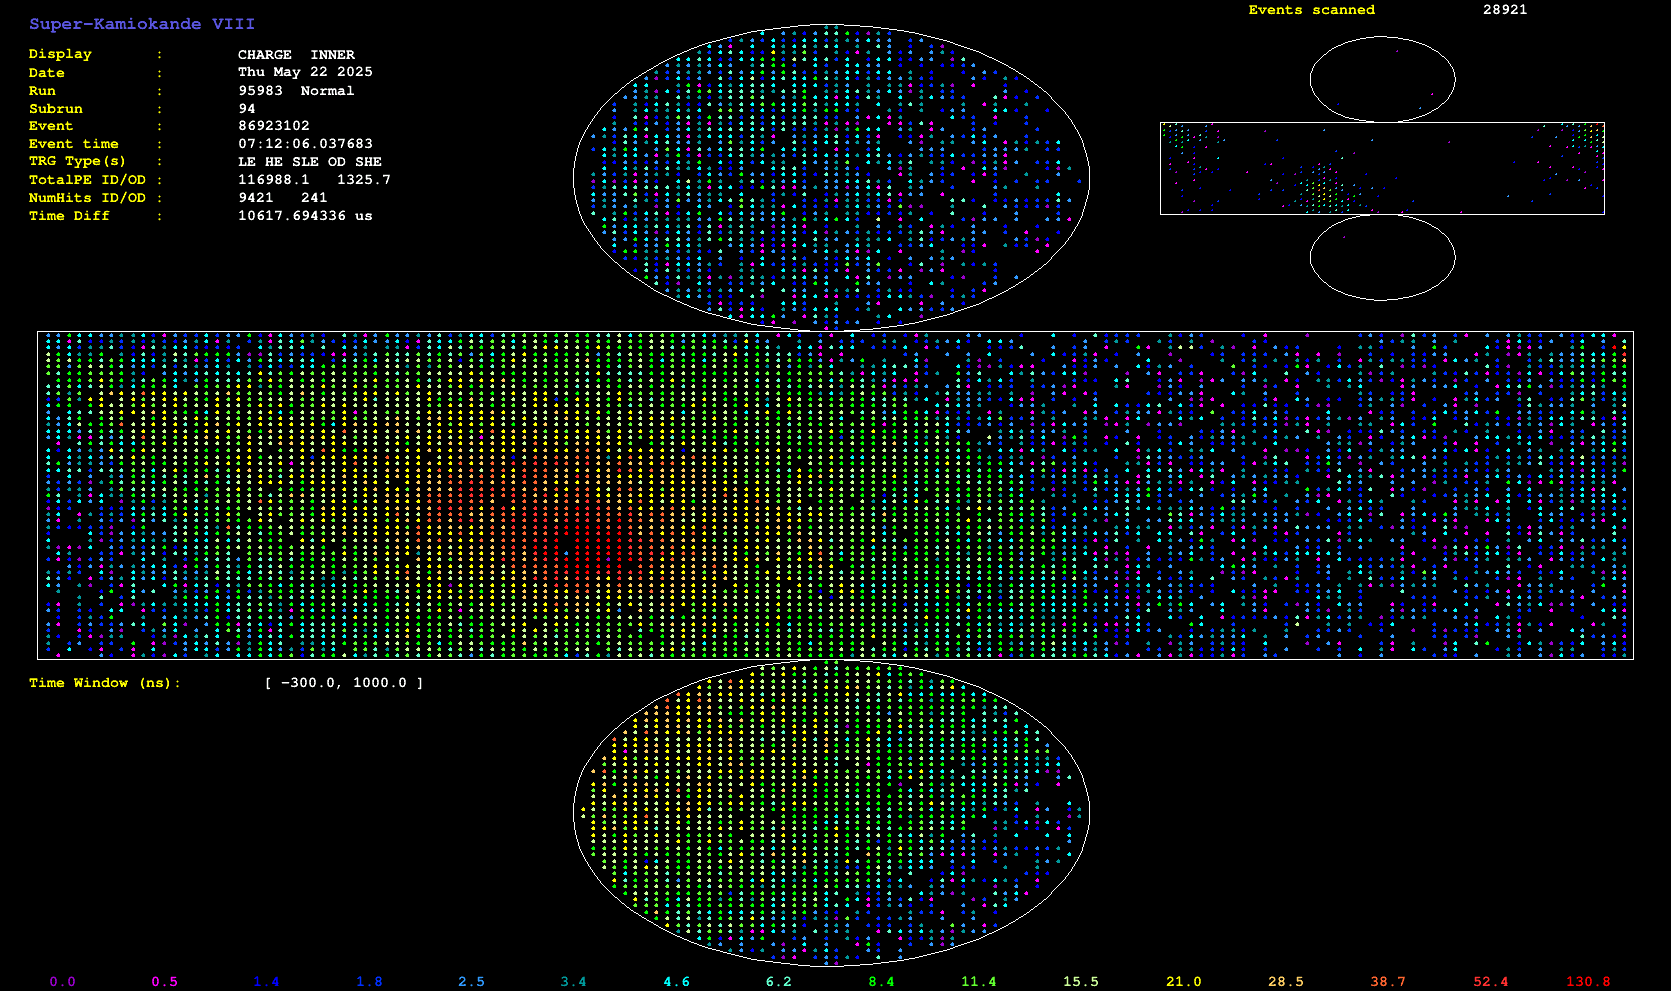 Super-Kamiokande VIII
Events scanned 28921
Display : CHARGE INNER
Date : Thu May 22 2025
Run : 95983 Normal
Subrun : 94
Event : 86923102
Event time : 07:12:06.037683
TRG Type(s) : LE HE SLE OD SHE
TotalPE ID/OD : 116988.1 1325.7
NumHits ID/OD : 9421 241
Time Diff : 10617.694336 us
Time Window (ns): [ -300.0, 1000.0 ]
0.0 0.5 1.4 1.8 2.5 3.4 4.6 6.2 8.4 11.4 15.5 21.0 28.5 38.7 52.4 130.8